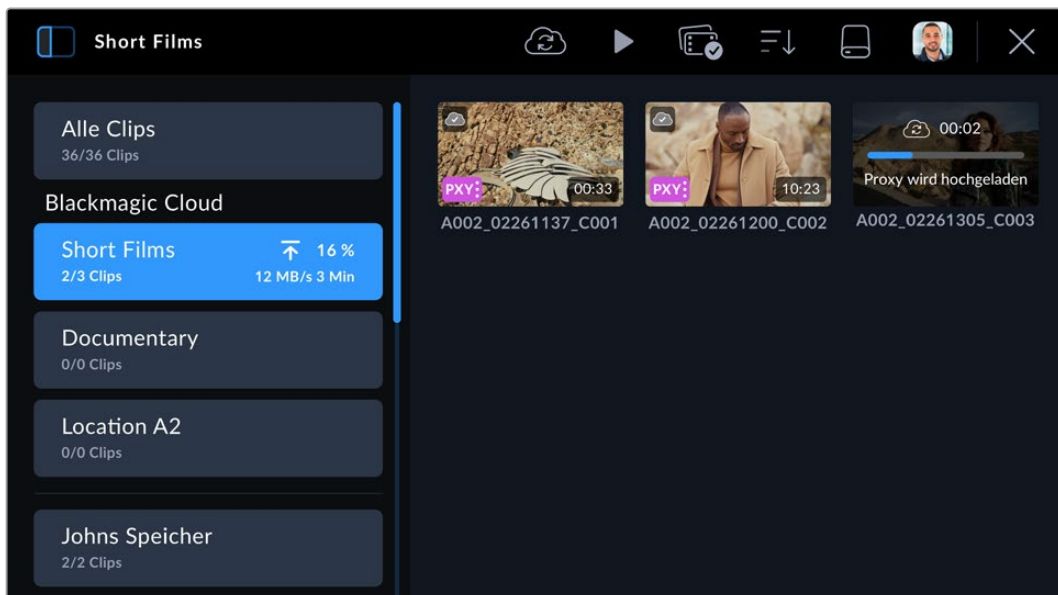 Short Films
Alle Clips
36/36 Clips
Blackmagic Cloud
Short Films 16 %
2/3 Clips 12 MB/s 3 Min
Documentary
0/0 Clips
Location A2
0/0 Clips
Johns Speicher
2/2 Clips
PXY 00:33
A002_02261137_C001
PXY 10:23
A002_02261200_C002
00:02
Proxy wird hochgeladen
A002_02261305_C003